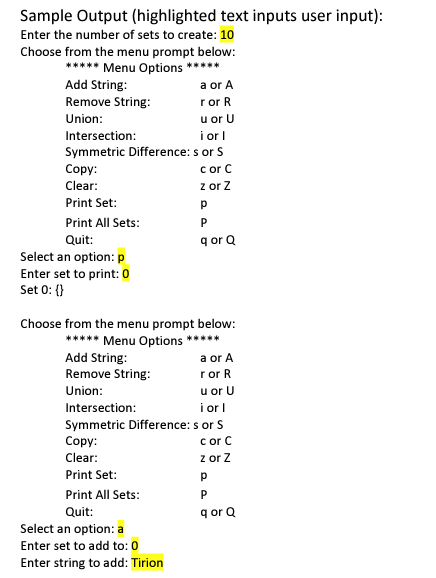 Sample Output (highlighted text inputs user input):
Enter the number of sets to create: 10
Choose from the menu prompt below:
***** Menu Options *****
Add String: a or A
Remove String: r or R
Union: u or U
Intersection: i or I
Symmetric Difference: s or S
Copy: c or C
Clear: z or Z
Print Set: p
Print All Sets: P
Quit: q or Q
Select an option: p
Enter set to print: 0
Set 0: {}
Choose from the menu prompt below:
***** Menu Options *****
Add String: a or A
Remove String: r or R
Union: u or U
Intersection: i or I
Symmetric Difference: s or S
Copy: c or C
Clear: z or Z
Print Set: p
Print All Sets: P
Quit: q or Q
Select an option: a
Enter set to add to: 0
Enter string to add: Tirion